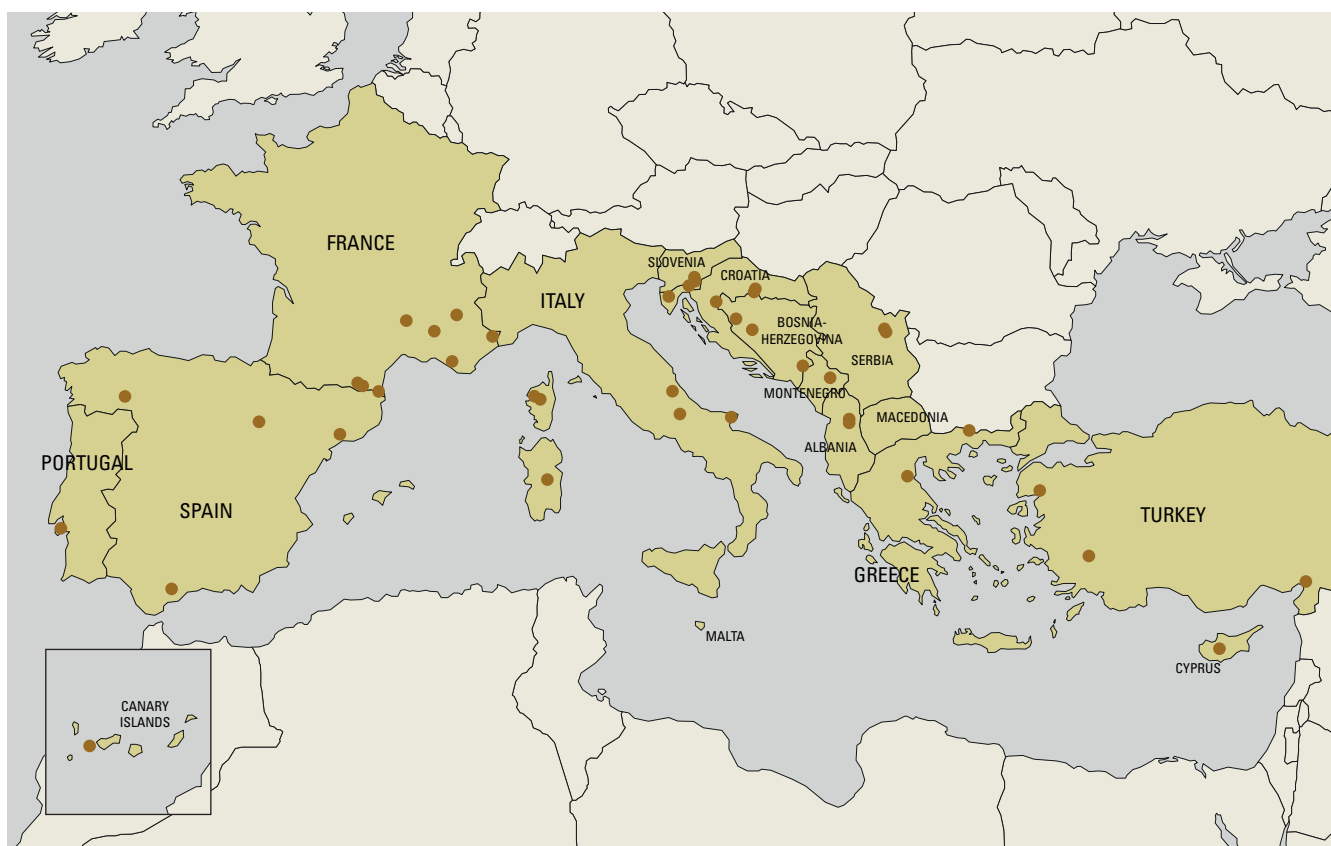 FRANCE
SLOVENIA
CROATIA
ITALY
BOSNIA-
HERZEGOVINA
SERBIA
MONTENEGRO
MACEDONIA
ALBANIA
PORTUGAL
SPAIN
TURKEY
GREECE
MALTA
CYPRUS
CANARY
ISLANDS